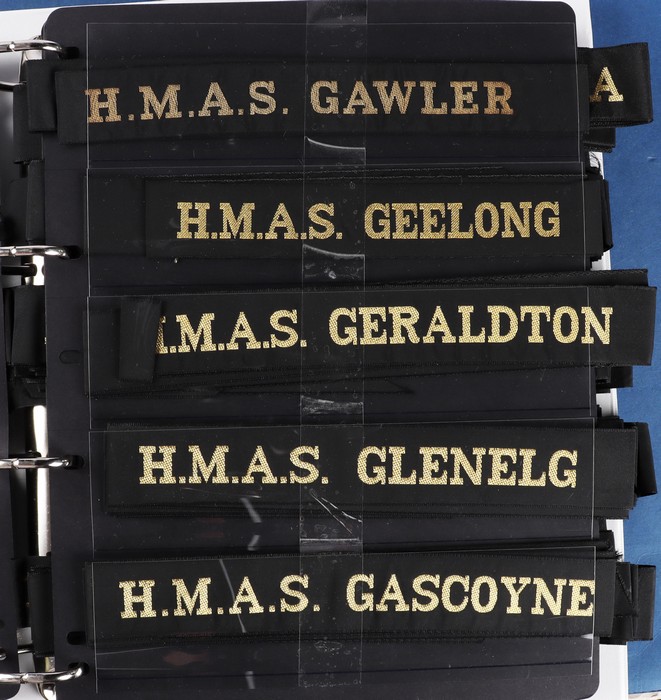 H.M.A.S. GAWLER
A
H.M.A.S. GEELONG
.M.A.S. GERALDTON
H.M.A.S. GLENELG
H.M.A.S. GASCOYNE